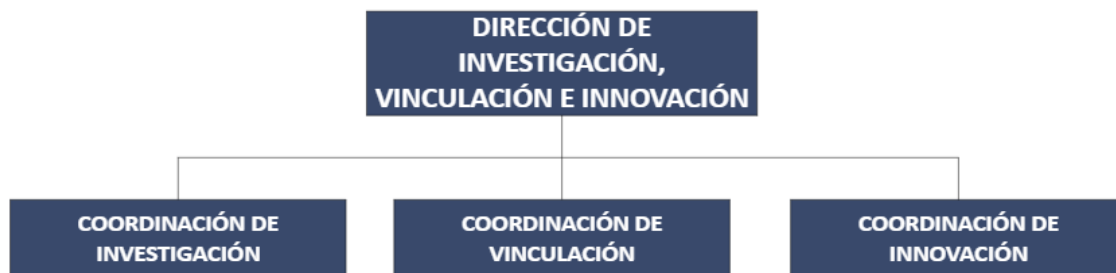 DIRECCIÓN DE
INVESTIGACIÓN,
VINCULACIÓN E INNOVACIÓN
COORDINACIÓN DE
INVESTIGACIÓN
COORDINACIÓN DE
VINCULACIÓN
COORDINACIÓN DE
INNOVACIÓN